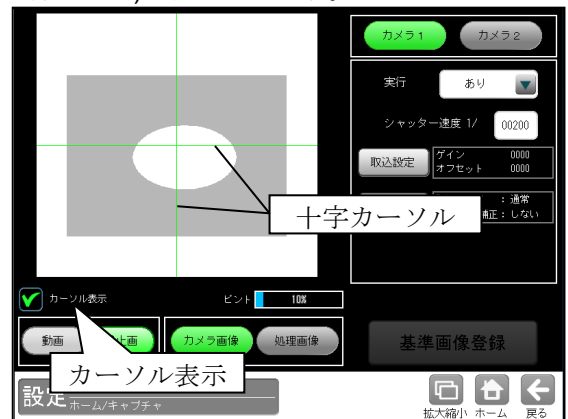 カメラ1
カメラ2
実行
あり
シャッター速度 1/
00200
取込設定
ゲイン 0000
オフセット 0000
: 通常
補正: しない
十字カーソル
カーソル表示
ピント
10%
動画
画
カメラ画像
処理画像
基準画像登録
カーソル表示
設定
ホーム/キャプチャ
拡大縮小
ホーム
戻る